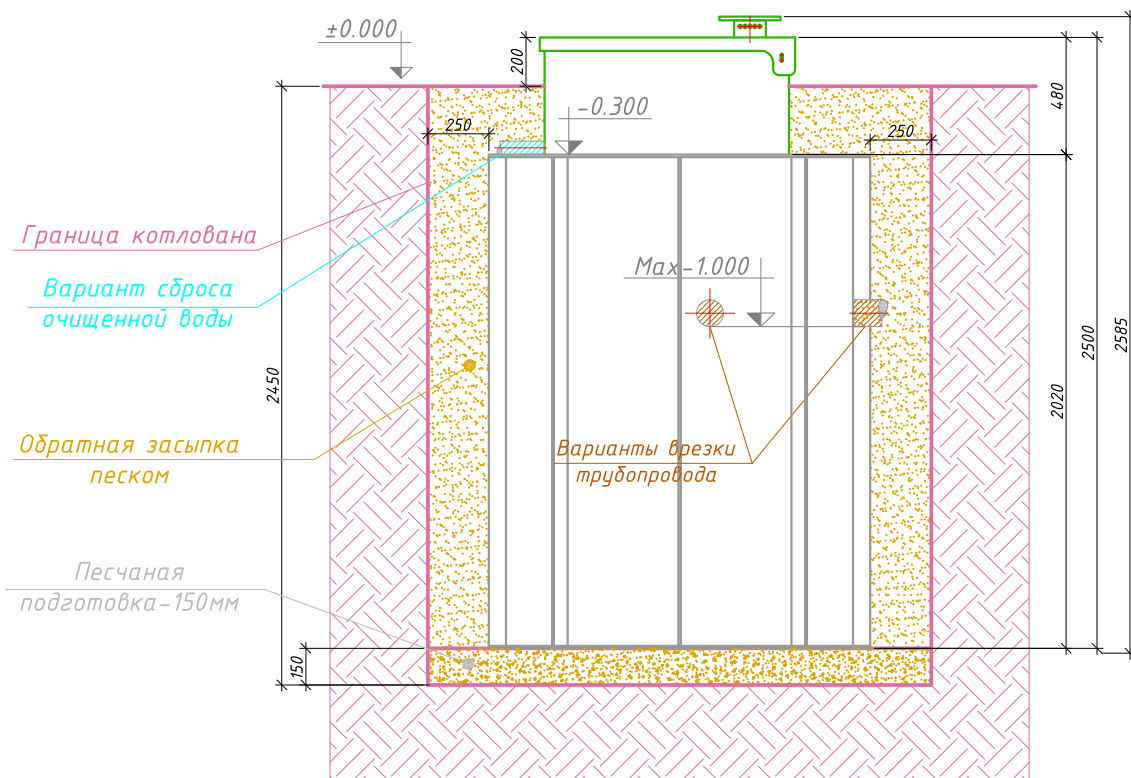 ±0.000
200
2585
480
-0.300
250
250
Граница котлована
Max-1.000
Вариант сброса
очищенной воды
2500
2450
2020
Обратная засыпка
песком
Варианты врезки
трубопровода
Песчаная
подготовка-150мм
150